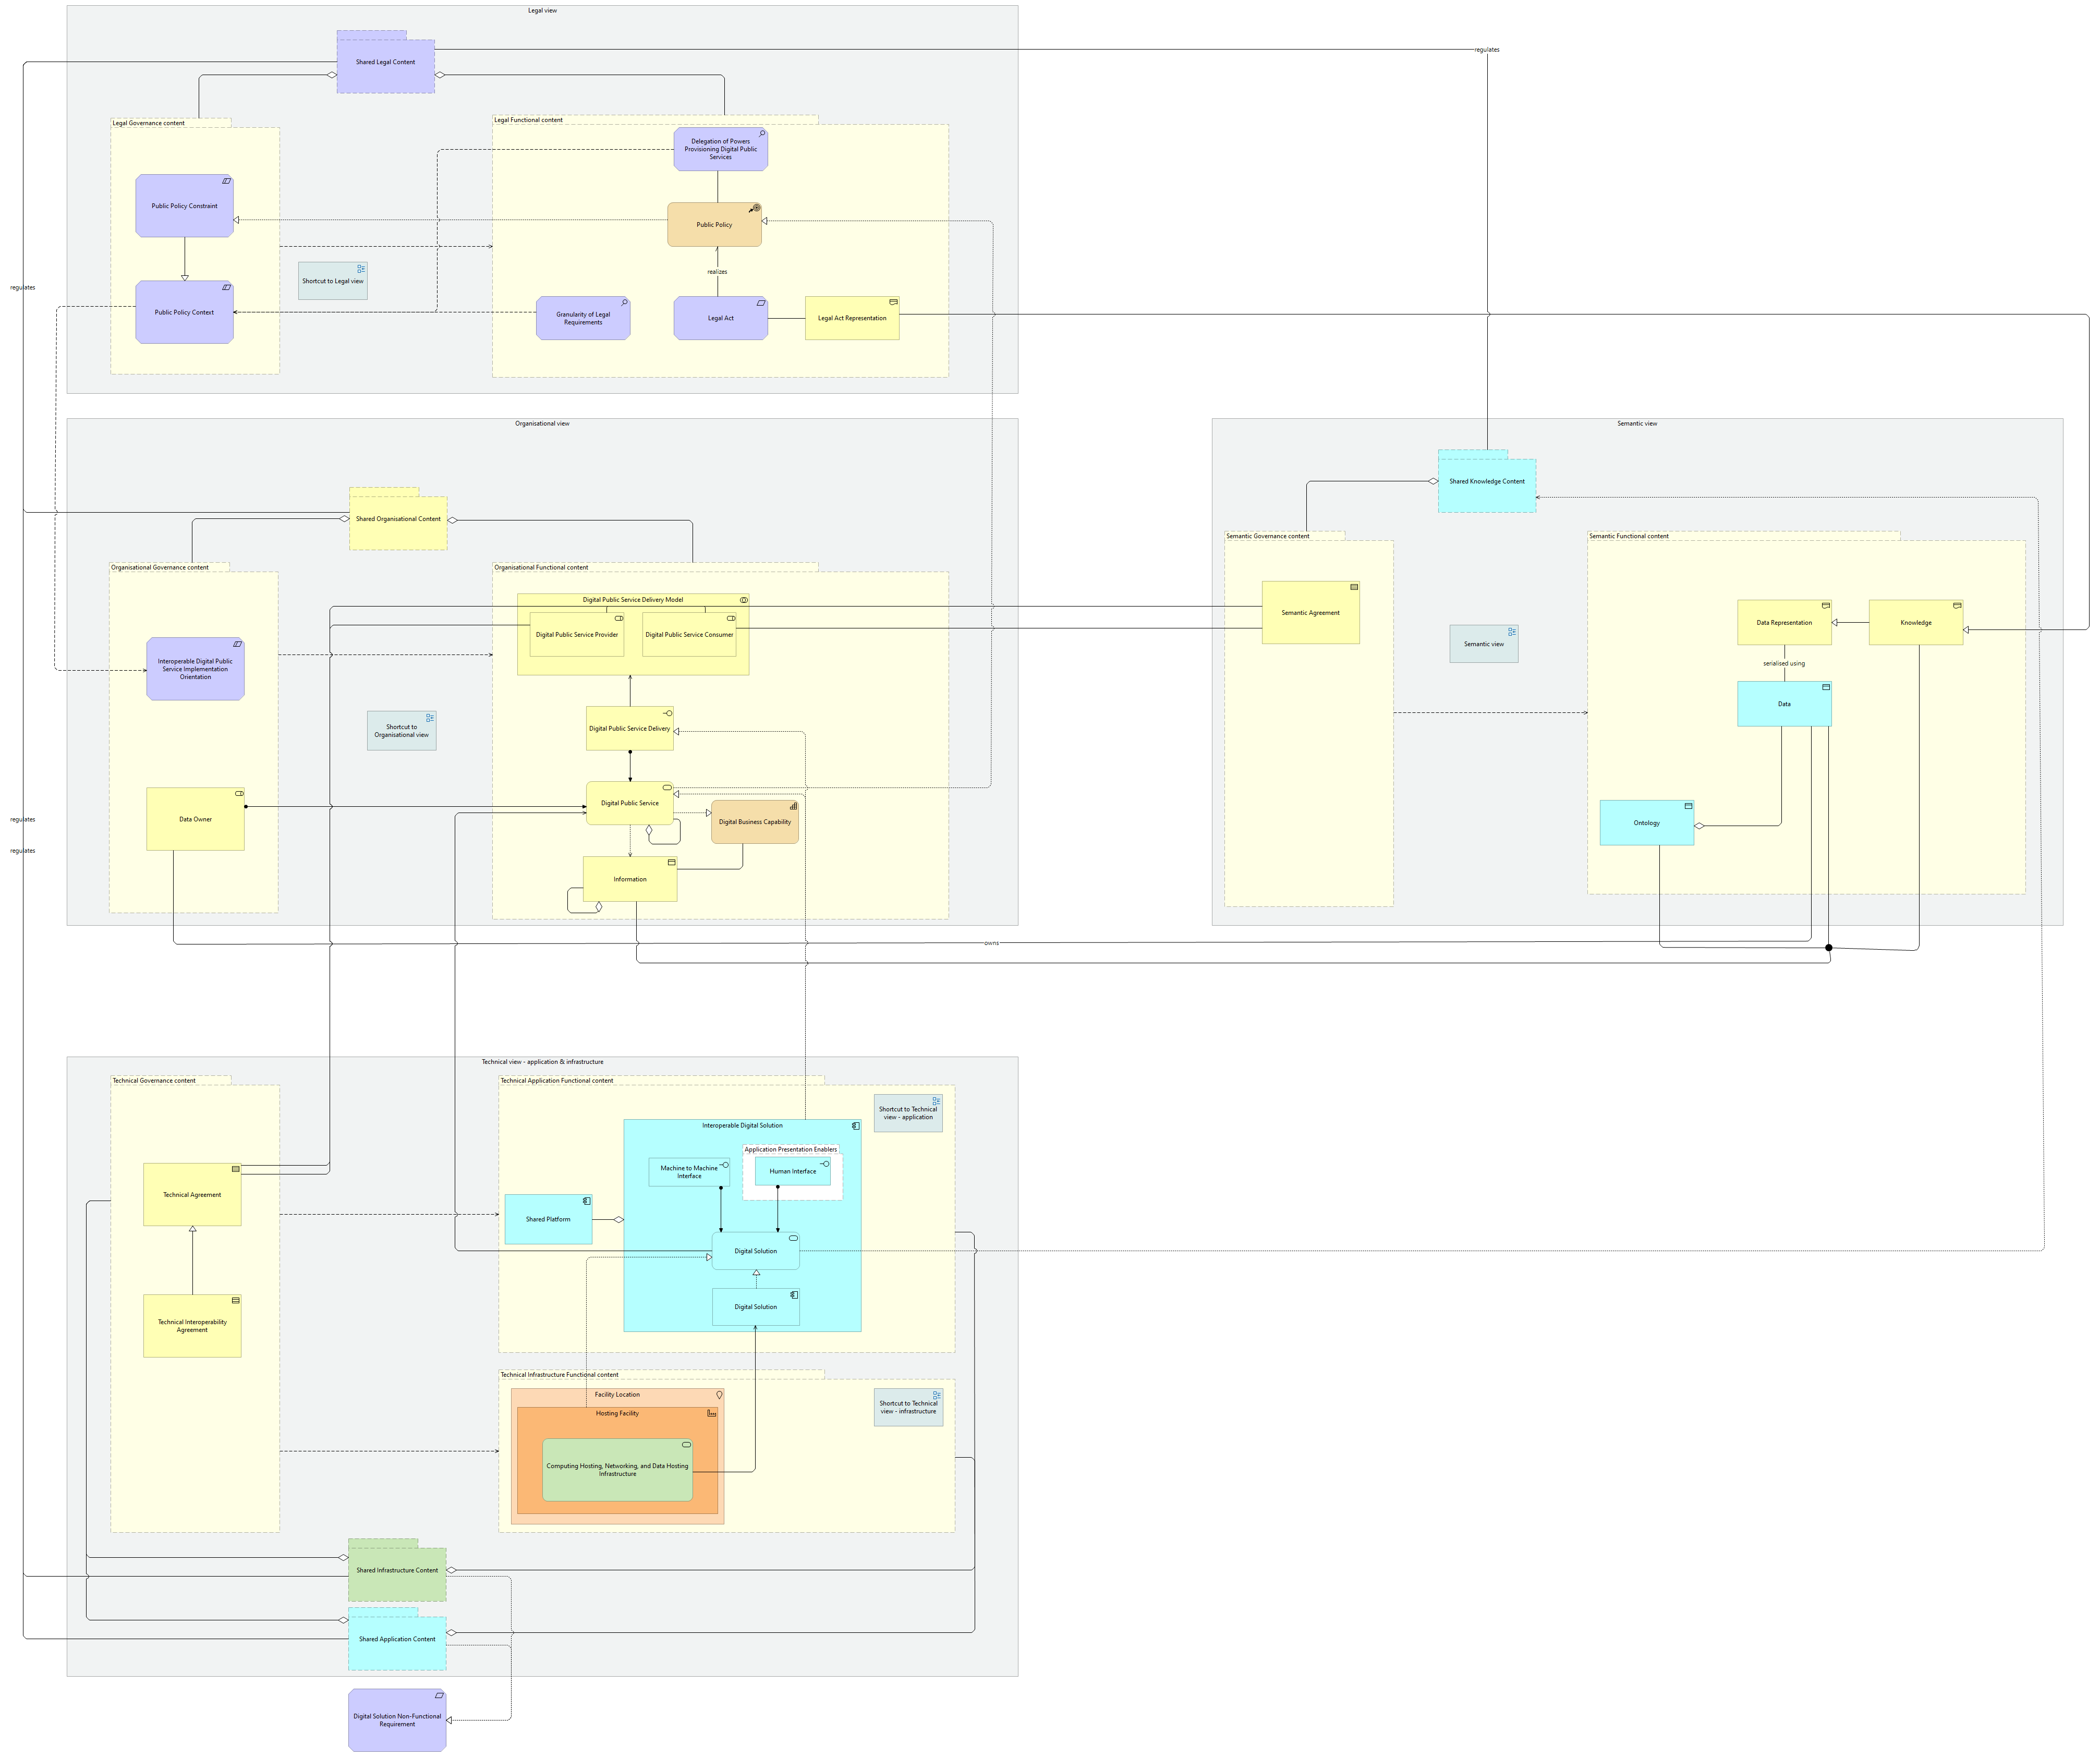 Legal view
regulates
Shared Legal Content
Legal Governance content
Legal Functional content
Delegation of Powers
Provisioning Digital Public
Services
Public Policy Constraint
Public Policy
realizes
Shortcut to Legal view
regulates
Public Policy Context
Granularity of Legal
Requirements
Legal Act
Legal Act Representation
Organisational view
Shared Organisational Content
Organisational Governance content
Organisational Functional content
Digital Public Service Delivery Model
Digital Public Service Provider
Digital Public Service Consumer
Interoperable Digital Public
Service Implementation
Orientation
Shortcut to
Organisational view
Digital Public Service Delivery
Digital Public Service
Digital Business Capability
Data Owner
regulates
regulates
Information
Semantic view
Shared Knowledge Content
Semantic Governance content
Semantic Functional content
Semantic Agreement
Semantic view
Data Representation
Knowledge
serialised using
Data
Ontology
owns
Technical view - application & infrastructure
Technical Governance content
Technical Application Functional content
Shortcut to Technical
view - application
Interoperable Digital Solution
Application Presentation Enablers
Machine to Machine
Interface
Human Interface
Technical Agreement
Shared Platform
Digital Solution
Digital Solution
Technical Interoperability
Agreement
Technical Infrastructure Functional content
Facility Location
Shortcut to Technical
view - infrastructure
Hosting Facility
Computing Hosting, Networking, and Data Hosting
Infrastructure
Shared Infrastructure Content
Shared Application Content
Digital Solution Non-Functional
Requirement